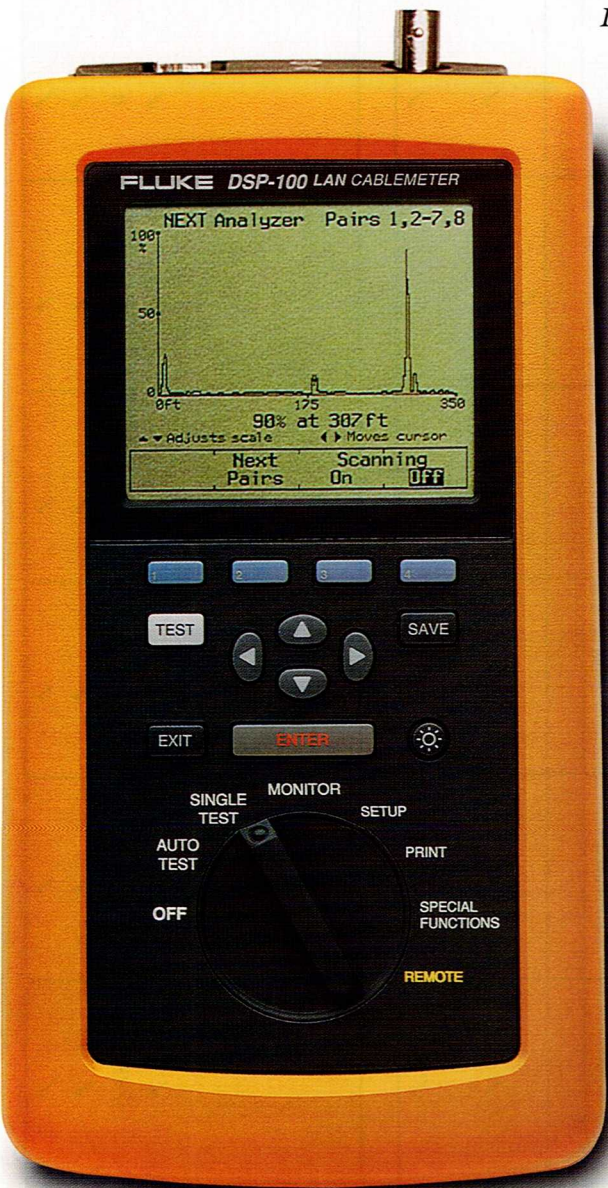 FLUKE DSP-100 LAN CABLEMETER
NEXT Analyzer Pairs 1,2-7,8
100
%
50
0
0ft 175 350
90% at 307ft
▲▼Adjusts scale ◀▶Moves cursor
Next Pairs
Scanning
On Off
1 2 3 4
TEST
SAVE
EXIT
ENTER
MONITOR
SINGLE
TEST
SETUP
AUTO
TEST
PRINT
OFF
SPECIAL
FUNCTIONS
REMOTE